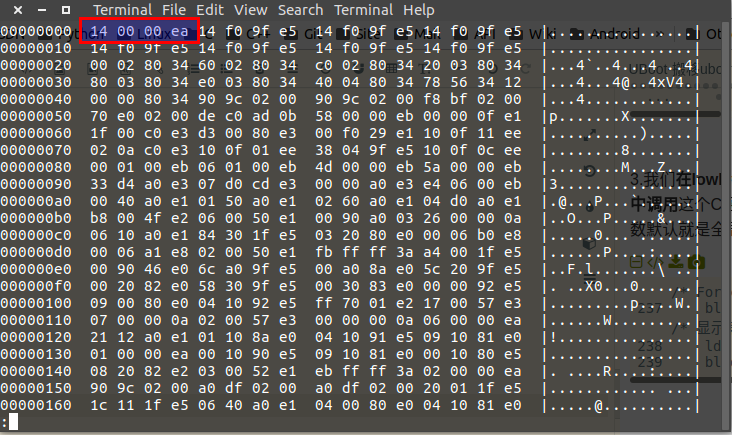 Terminal File Edit View Search Terminal Help
00000000 14 00 00 ea 14 f0 9f e5 14 f0 9f e5 14 f0 9f e5 |................|
00000010 14 f0 9f e5 14 f0 9f e5 14 f0 9f e5 14 f0 9f e5 |................|
00000020 00 02 80 34 60 02 80 34 c0 02 80 34 20 03 80 34 |...4`..4...4 ..4|
00000030 80 03 80 34 e0 03 80 34 40 04 80 34 78 56 34 12 |...4...4@..4xV4.|
00000040 00 00 80 34 90 9c 02 00 90 9c 02 00 f8 bf 02 00 |...4............|
00000050 70 e0 02 00 de c0 ad 0b 58 00 00 eb 00 00 0f e1 |p.......X.......|
00000060 1f 00 c0 e3 d3 00 80 e3 00 f0 29 e1 10 0f 11 ee |..........).....|
00000070 02 0a c0 e3 10 0f 01 ee 38 04 9f e5 10 0f 0c ee |........8.......|
00000080 00 01 00 eb 01 00 00 eb 4d 00 00 eb 5a 00 00 eb |........M...Z...|
00000090 33 d4 a0 e3 07 d0 cd e3 00 00 a0 e3 e4 06 00 eb |3...............|
000000a0 00 40 a0 e1 01 50 a0 e1 02 60 a0 e1 04 d0 a0 e1 |.@...P...`......|
000000b0 b8 00 4f e2 06 00 50 e1 00 90 a0 03 26 00 00 0a |..O...P.....&...|
000000c0 06 10 a0 e1 84 30 1f e5 03 20 80 e0 00 06 b0 e8 |.....0... ......|
000000d0 00 06 a1 e8 02 00 50 e1 fb ff ff 3a a4 00 1f e5 |......P....:....|
000000e0 00 90 46 e0 6c a0 9f e5 00 a0 8a e0 5c 20 9f e5 |..F.l.......\ ..|
000000f0 00 20 82 e0 58 30 9f e5 00 30 83 e0 00 00 92 e5 |. ..X0...0......|
00000100 09 00 80 e0 04 10 92 e5 ff 70 01 e2 17 00 57 e3 |.........p....W.|
00000110 07 00 00 0a 02 00 57 e3 00 00 00 0a 06 00 00 ea |......W.........|
00000120 21 12 a0 e1 01 10 8a e0 04 10 91 e5 09 10 81 e0 |!...............|
00000130 01 00 00 ea 00 10 90 e5 09 10 81 e0 00 10 80 e5 |................|
00000140 08 20 82 e2 03 00 52 e1 eb ff ff 3a 02 00 00 ea |. ....R....:....|
00000150 90 9c 02 00 a0 df 02 00 a0 df 02 00 20 01 1f e5 |............ ...|
00000160 1c 11 1f e5 06 40 a0 e1 04 00 80 e0 04 10 81 e0 |.....@..........|
: